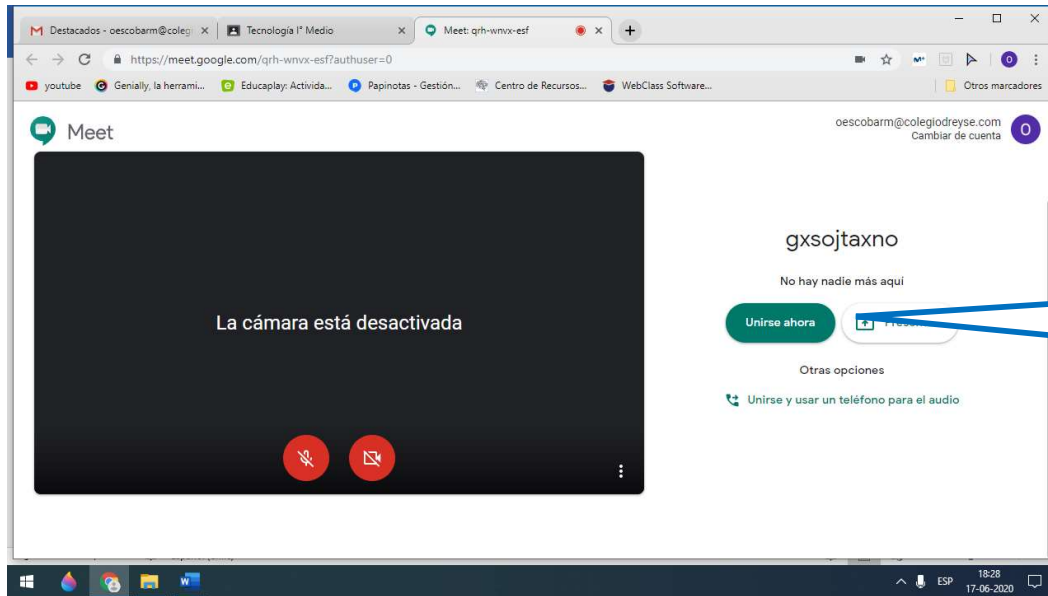 Destacados - oescobarm@coleg
Tecnología I° Medio
Meet: qrh-wnvx-esf
https://meet.google.com/qrh-wnvx-esf?authuser=0
youtube
Genially, la herrami...
Educaplay: Activida...
Papinotas - Gestión...
Centro de Recursos...
WebClass Software...
Otros marcadores
Meet
oescobarm@colegiodreyse.com
Cambiar de cuenta
O
La cámara está desactivada
gxsojtaxno
No hay nadie más aquí
Unirse ahora
Otras opciones
Unirse y usar un teléfono para el audio
ESP
18:28
17-06-2020